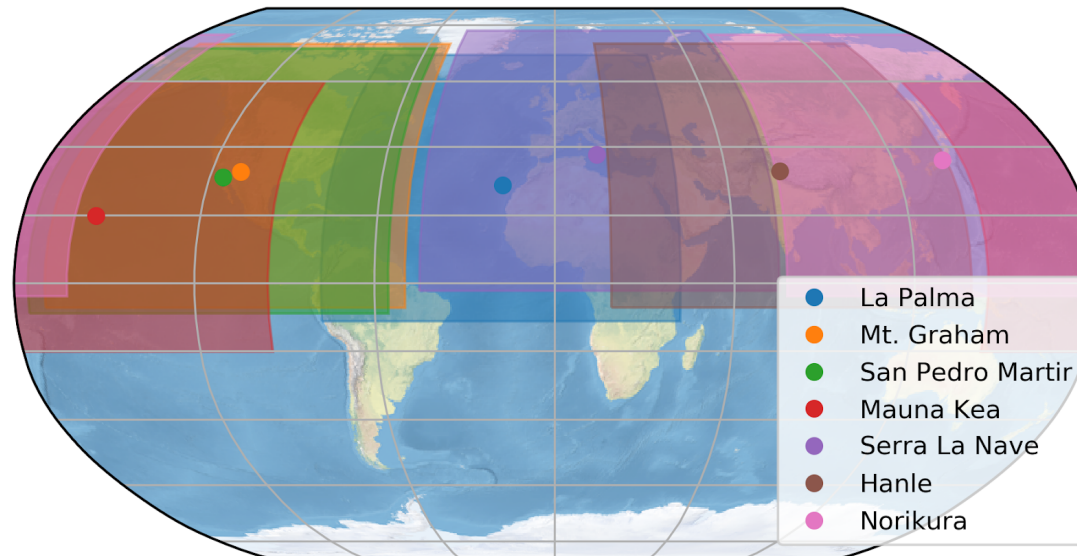 La Palma
Mt. Graham
San Pedro Martir
Mauna Kea
Serra La Nave
Hanle
Norikura